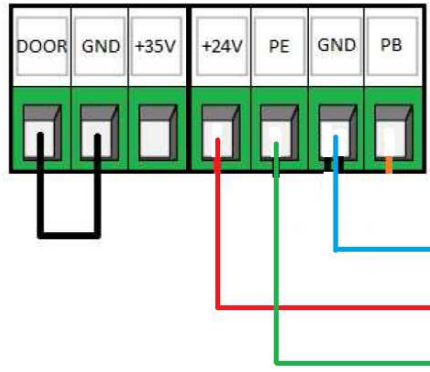 DOOR GND +35V +24V PE GND PB